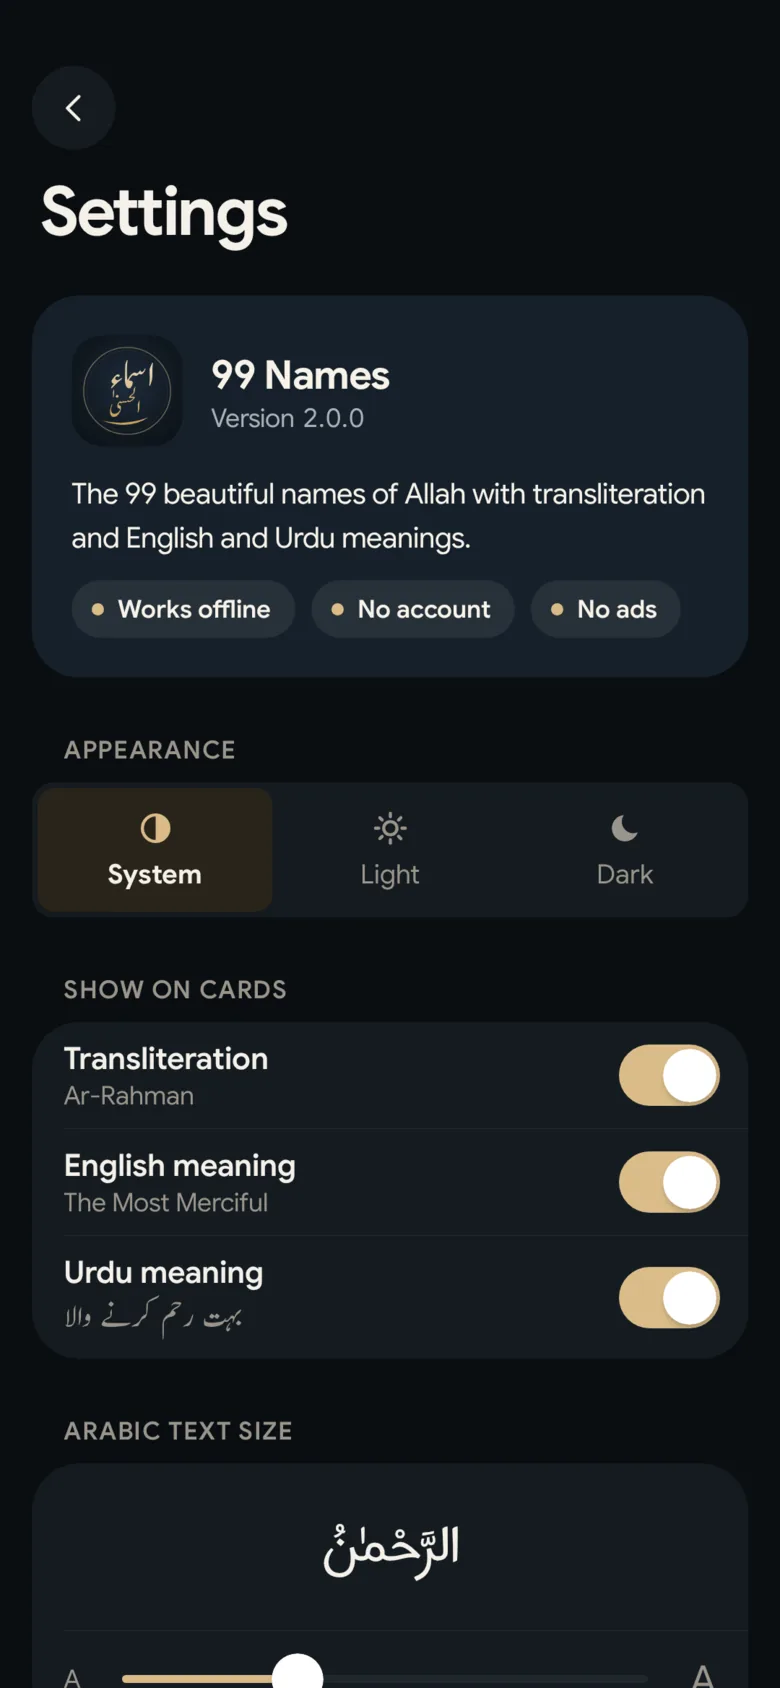 Settings
اسماء
الحسنىٰ
99 Names
Version 2.0.0
The 99 beautiful names of Allah with transliteration
and English and Urdu meanings.
Works offline
No account
No ads
APPEARANCE
System
Light
Dark
SHOW ON CARDS
Transliteration
Ar-Rahman
English meaning
The Most Merciful
Urdu meaning
بہت رحم کرنے والا
ARABIC TEXT SIZE
الرَّحْمٰنُ
A A